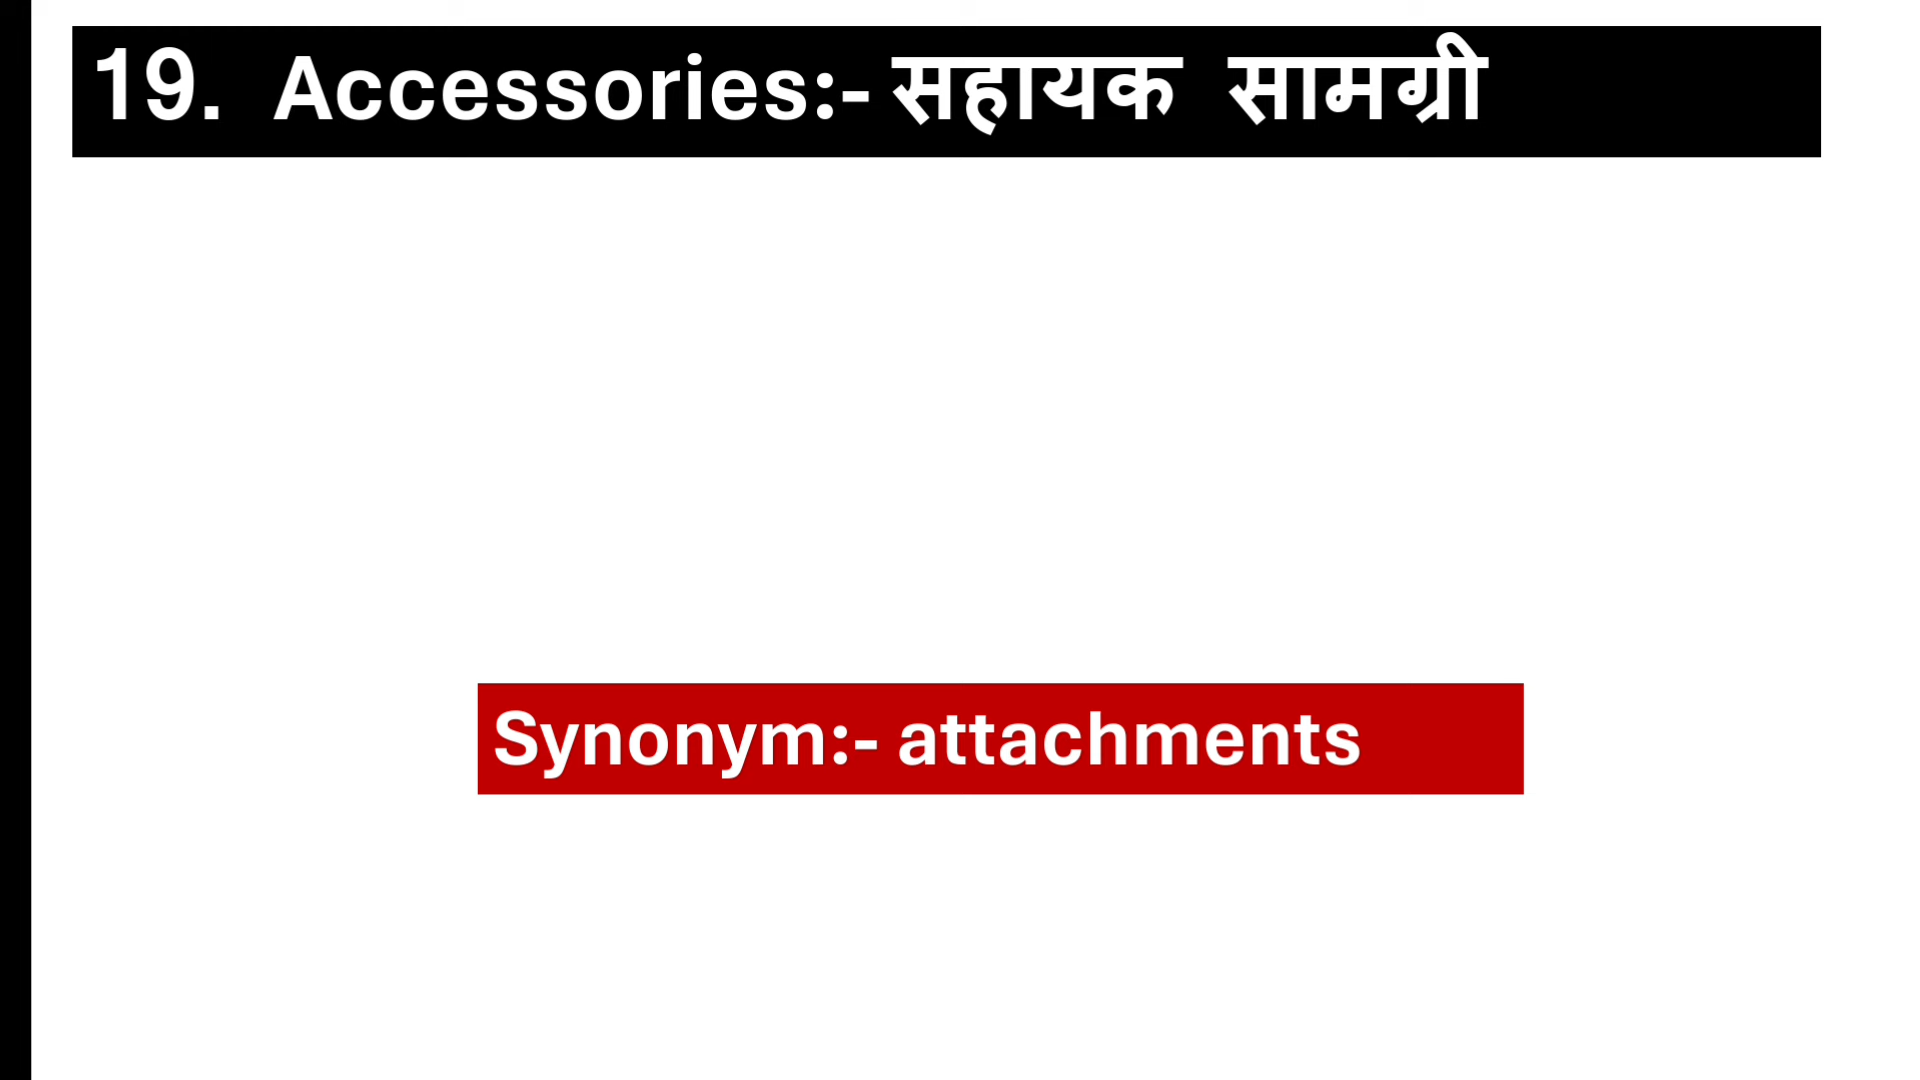 19. Accessories:- सहायक सामग्री
Synonym:- attachments